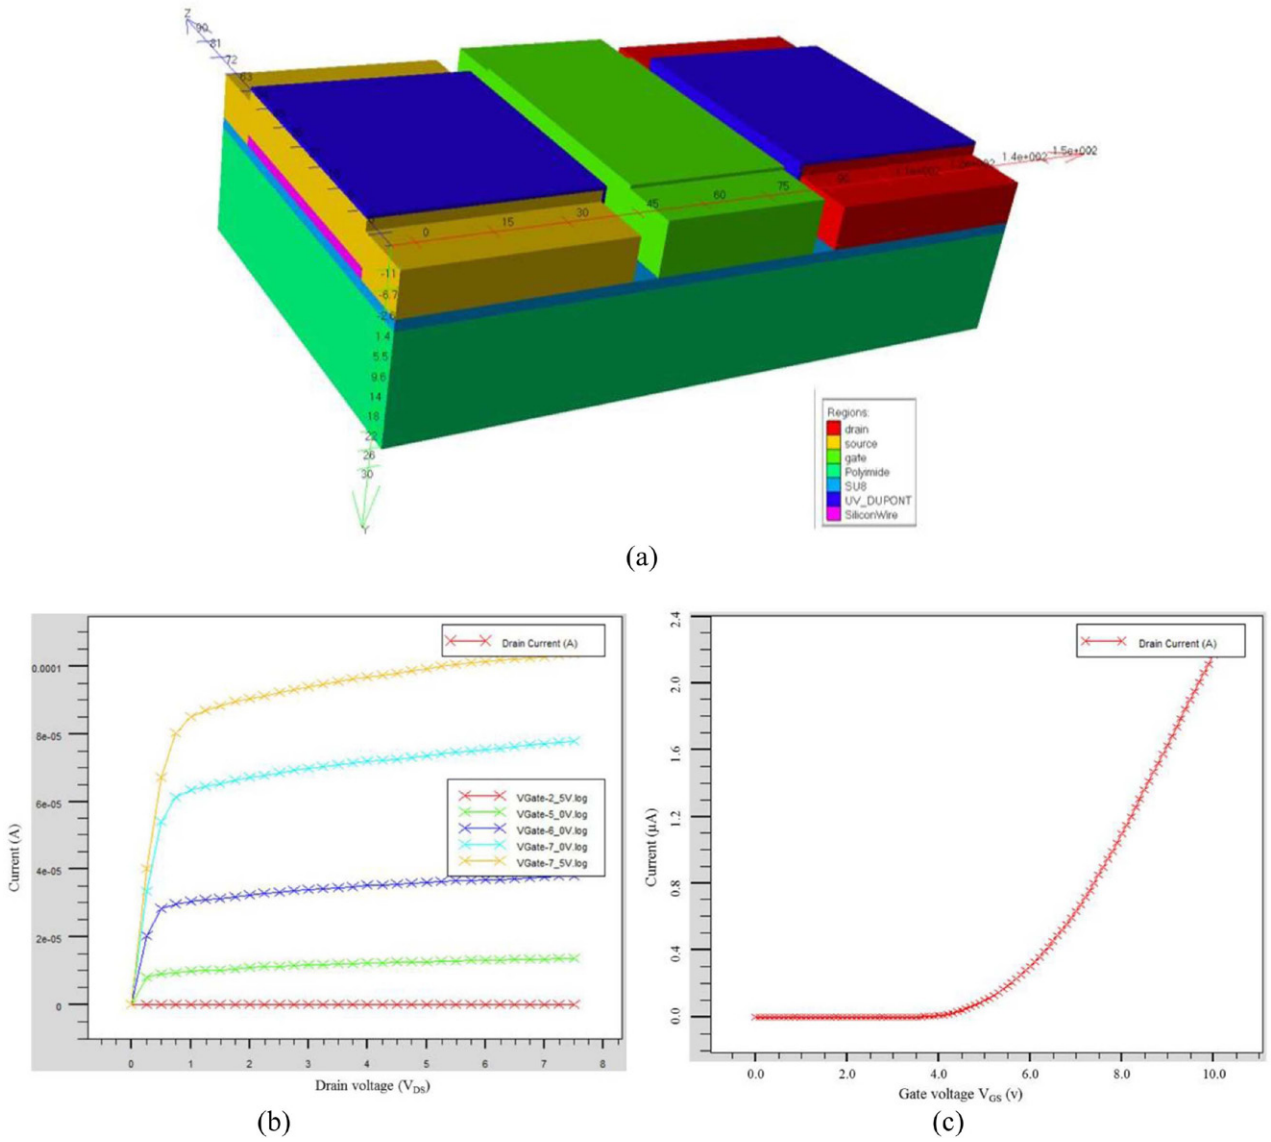 Z
90
81
72
63
0
15
30
45
60
75
90
1.4e+002
1.5e+002
-11
-6.7
-2.6
1.4
5.5
9.6
14
18
22
26
30
Y
Regions:
drain
source
gate
Polyimide
SU8
UV_DUPONT
SiliconWire
(a)
Drain Current (A)
0.0001
8e-05
6e-05
4e-05
2e-05
0
Current (A)
VGate-2_5V.log
VGate-5_0V.log
VGate-6_0V.log
VGate-7_0V.log
VGate-7_5V.log
0 1 2 3 4 5 6 7 8
Drain voltage (VDS)
(b)
Drain Current (A)
2.4
2.0
1.6
1.2
0.8
0.4
0.0
Current (µA)
0.0 2.0 4.0 6.0 8.0 10.0
Gate voltage VGS (v)
(c)